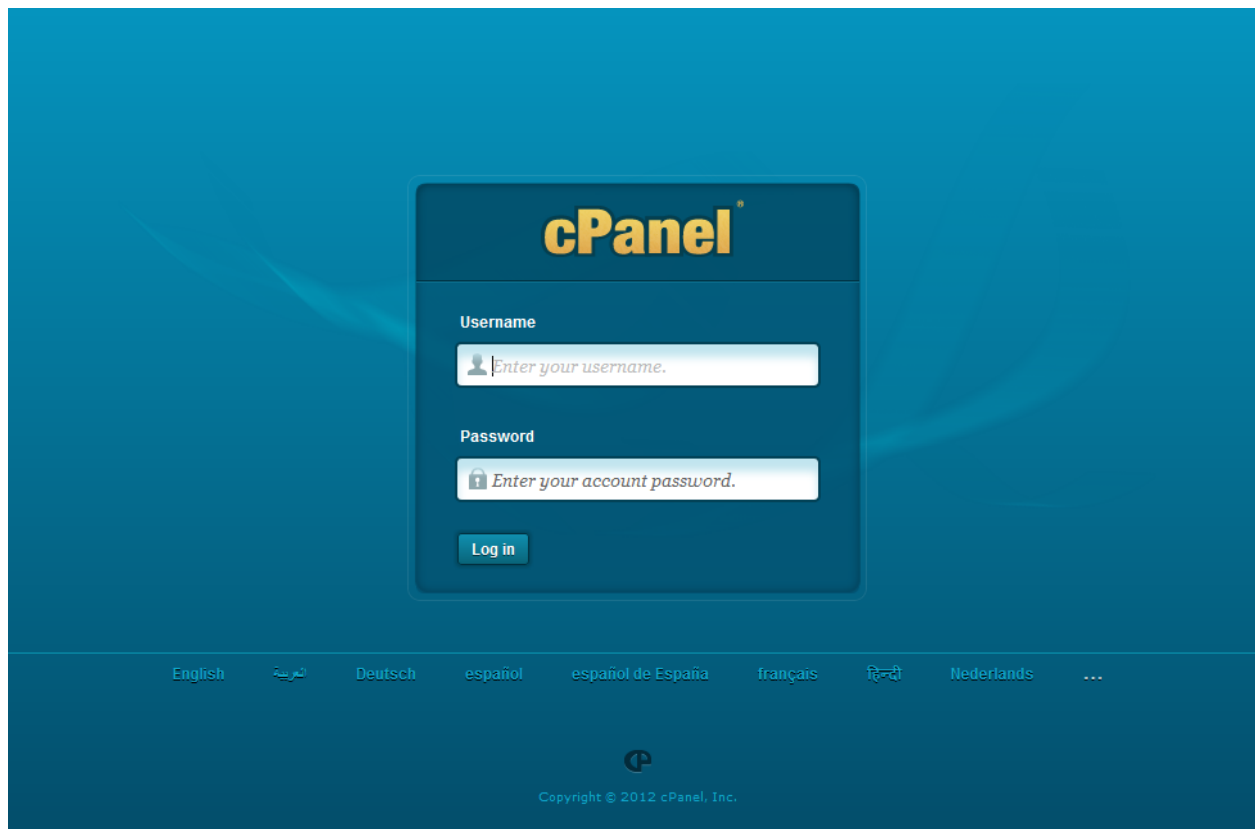 cPanel®
Username
Enter your username.
Password
Enter your account password.
Log in
English العربية Deutsch español español de España français हिन्दी Nederlands ...
cP
Copyright © 2012 cPanel, Inc.